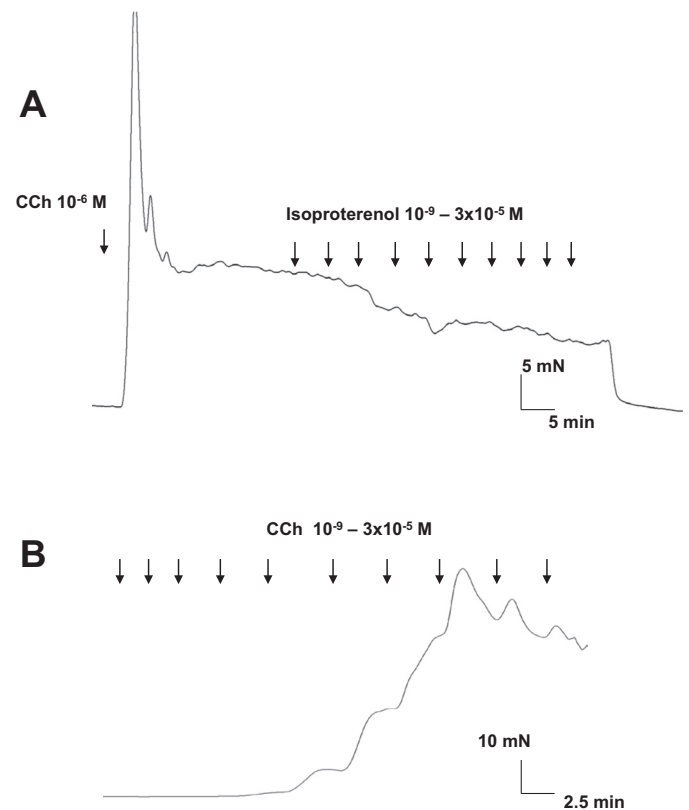 A
CCh 10⁻⁶ M
Isoproterenol 10⁻⁹ – 3x10⁻⁵ M
5 mN
5 min
CCh 10⁻⁹ – 3x10⁻⁵ M
B
10 mN
2.5 min